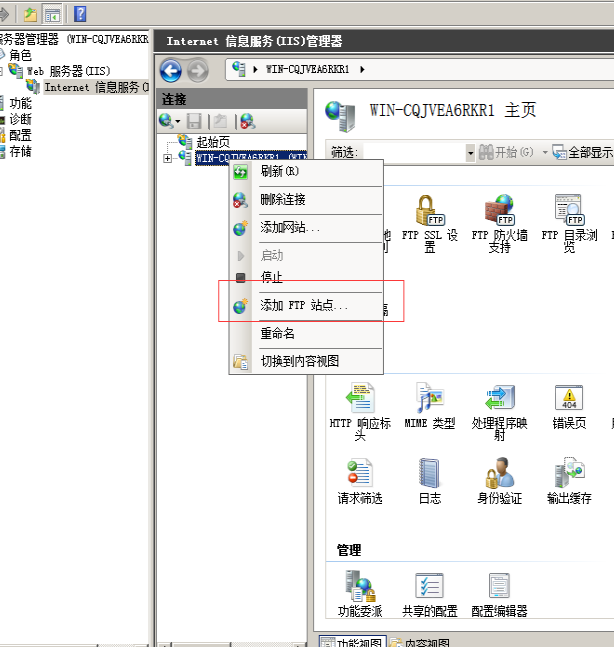 务器管理器 (WIN-CQJVEA6RKR
角色
Web 服务器(IIS)
Internet 信息服务(I
功能
诊断
配置
存储
Internet 信息服务(IIS)管理器
WIN-CQJVEA6RKR1
连接
起始页
WIN-CQJVEA6RKR1 (WIN
刷新(R)
删除连接
添加网站...
启动
停止
添加 FTP 站点...
重命名
切换到内容视图
WIN-CQJVEA6RKR1 主页
筛选:
开始(G)
全部显示
FTP SSL 设
置
FTP 防火墙
支持
FTP 目录浏
览
HTTP 响应标
头
MIME 类型
处理程序映
射
错误页
请求筛选
日志
身份验证
输出缓存
管理
功能委派
共享的配置
配置编辑器
功能视图
内容视图